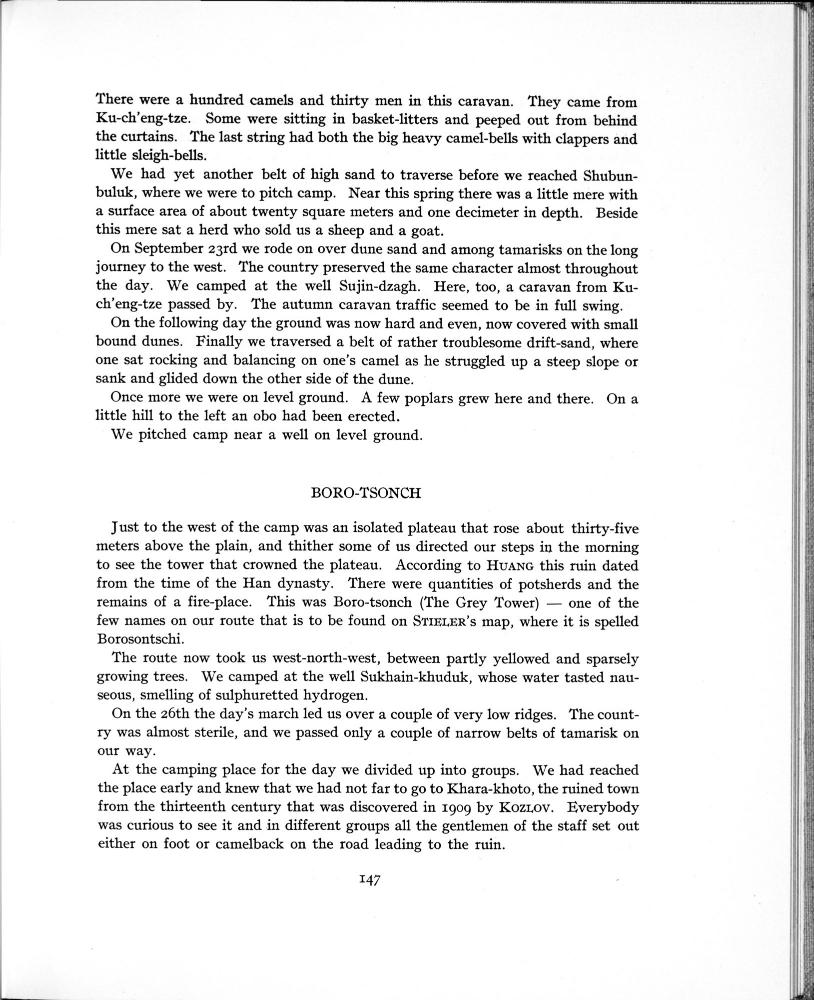 There were a hundred camels and thirty men in this caravan. They came from
Ku-ch'eng-tze. Some were sitting in basket-litters and peeped out from behind
the curtains. The last string had both the big heavy camel-bells with clappers and
little sleigh-bells.
We had yet another belt of high sand to traverse before we reached Shubun-
buluk, where we were to pitch camp. Near this spring there was a little mere with
a surface area of about twenty square meters and one decimeter in depth. Beside
this mere sat a herd who sold us a sheep and a goat.
On September 23rd we rode on over dune sand and among tamarisks on the long
journey to the west. The country preserved the same character almost throughout
the day. We camped at the well Sujin-dzagh. Here, too, a caravan from Ku-
ch'eng-tze passed by. The autumn caravan traffic seemed to be in full swing.
On the following day the ground was now hard and even, now covered with small
bound dunes. Finally we traversed a belt of rather troublesome drift-sand, where
one sat rocking and balancing on one's camel as he struggled up a steep slope or
sank and glided down the other side of the dune.
Once more we were on level ground. A few poplars grew here and there. On a
little hill to the left an obo had been erected.
We pitched camp near a well on level ground.
BORO-TSONCH
Just to the west of the camp was an isolated plateau that rose about thirty-five
meters above the plain, and thither some of us directed our steps in the morning
to see the tower that crowned the plateau. According to HUANG this ruin dated
from the time of the Han dynasty. There were quantities of potsherds and the
remains of a fire-place. This was Boro-tsonch (The Grey Tower) — one of the
few names on our route that is to be found on STIELER's map, where it is spelled
Borosontschi.
The route now took us west-north-west, between partly yellowed and sparsely
growing trees. We camped at the well Sukhain-khuduk, whose water tasted nau-
seous, smelling of sulphuretted hydrogen.
On the 26th the day's march led us over a couple of very low ridges. The count-
ry was almost sterile, and we passed only a couple of narrow belts of tamarisk on
our way.
At the camping place for the day we divided up into groups. We had reached
the place early and knew that we had not far to go to Khara-khoto, the ruined town
from the thirteenth century that was discovered in 1909 by KOZLOV. Everybody
was curious to see it and in different groups all the gentlemen of the staff set out
either on foot or camelback on the road leading to the ruin.
147